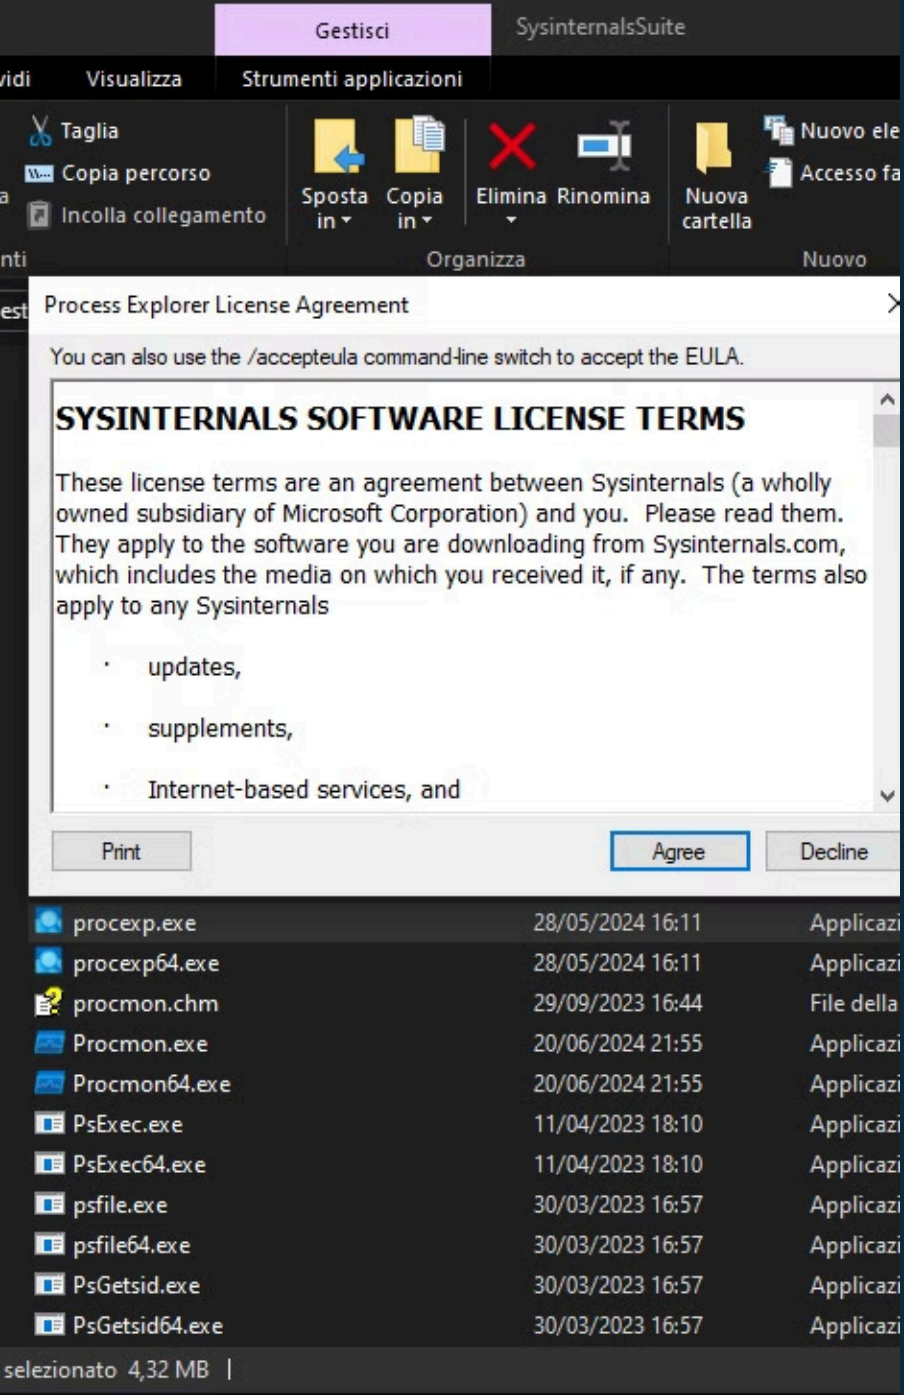 Gestisci
SysinternalsSuite
vidi
Visualizza
Strumenti applicazioni
Taglia
Copia percorso
a
Incolla collegamento
Sposta
in
Copia
in
Elimina
Rinomina
Nuova
cartella
Nuovo ele
Accesso fa
nti
Organizza
Nuovo
est
Process Explorer License Agreement
You can also use the /accepteula command-line switch to accept the EULA.
SYSINTERNALS SOFTWARE LICENSE TERMS
These license terms are an agreement between Sysinternals (a wholly
owned subsidiary of Microsoft Corporation) and you.  Please read them.
They apply to the software you are downloading from Sysinternals.com,
which includes the media on which you received it, if any.  The terms also
apply to any Sysinternals
· updates,
· supplements,
· Internet-based services, and
Print
Agree
Decline
procexp.exe 28/05/2024 16:11 Applicazi
procexp64.exe 28/05/2024 16:11 Applicazi
procmon.chm 29/09/2023 16:44 File della
Procmon.exe 20/06/2024 21:55 Applicazi
Procmon64.exe 20/06/2024 21:55 Applicazi
PsExec.exe 11/04/2023 18:10 Applicazi
PsExec64.exe 11/04/2023 18:10 Applicazi
psfile.exe 30/03/2023 16:57 Applicazi
psfile64.exe 30/03/2023 16:57 Applicazi
PsGetsid.exe 30/03/2023 16:57 Applicazi
PsGetsid64.exe 30/03/2023 16:57 Applicazi
selezionato 4,32 MB